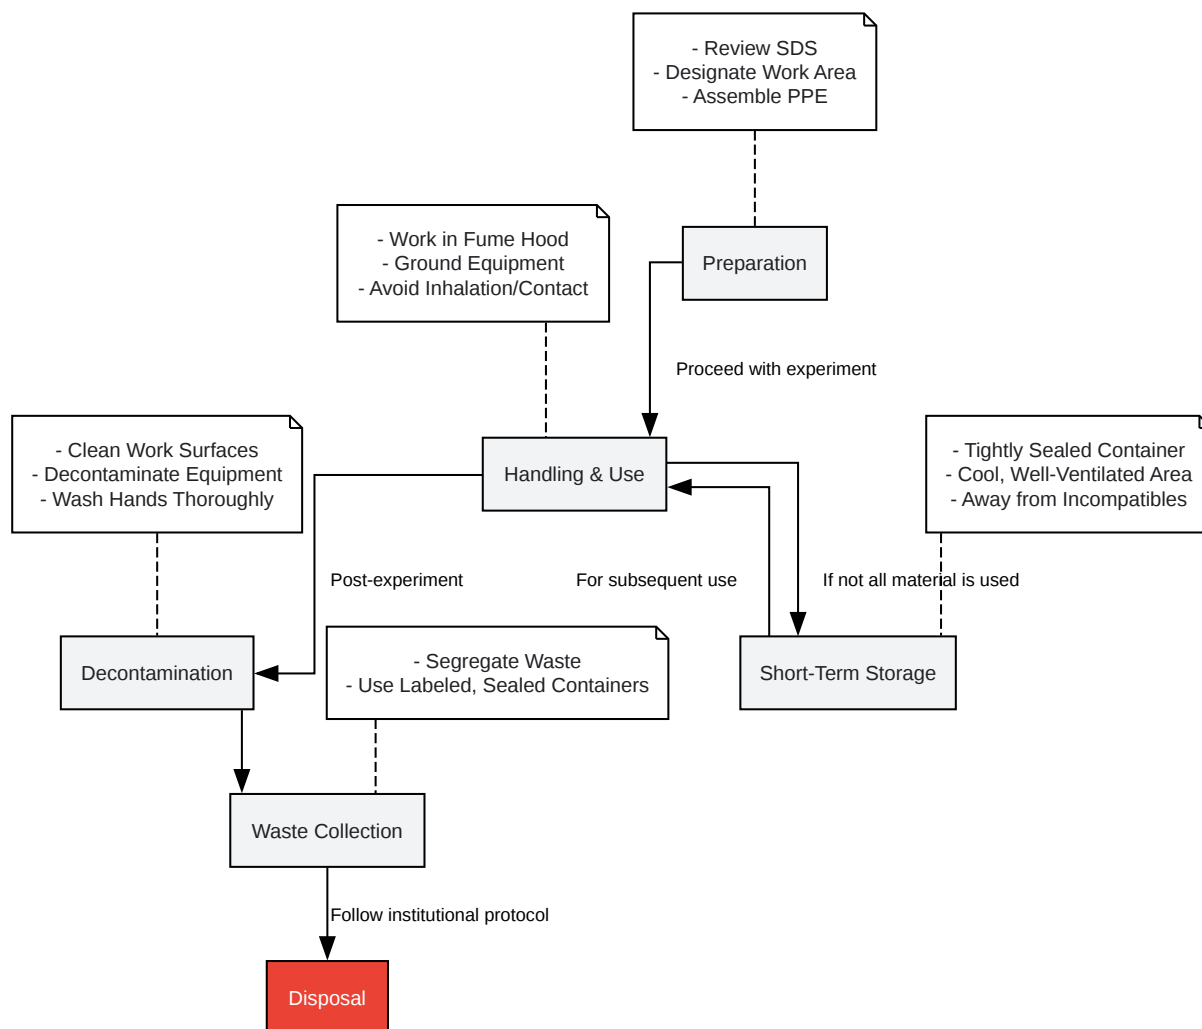 - Review SDS
- Designate Work Area
- Assemble PPE
- Work in Fume Hood
- Ground Equipment
- Avoid Inhalation/Contact
Preparation
Proceed with experiment
- Clean Work Surfaces
- Decontaminate Equipment
- Wash Hands Thoroughly
Handling & Use
- Tightly Sealed Container
- Cool, Well-Ventilated Area
- Away from Incompatibles
Post-experiment
For subsequent use
If not all material is used
Decontamination
- Segregate Waste
- Use Labeled, Sealed Containers
Short-Term Storage
Waste Collection
Follow institutional protocol
Disposal